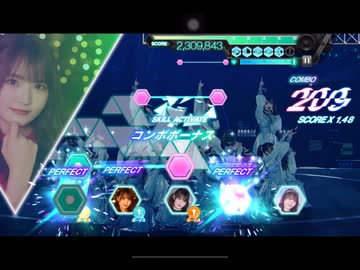 SCORE 2,309,843
COMBO
209
SCORE X 1.48
SKILL ACTIVATE
コンボボーナス
PERFECT
PERFECT
PERFECT
PERFECT